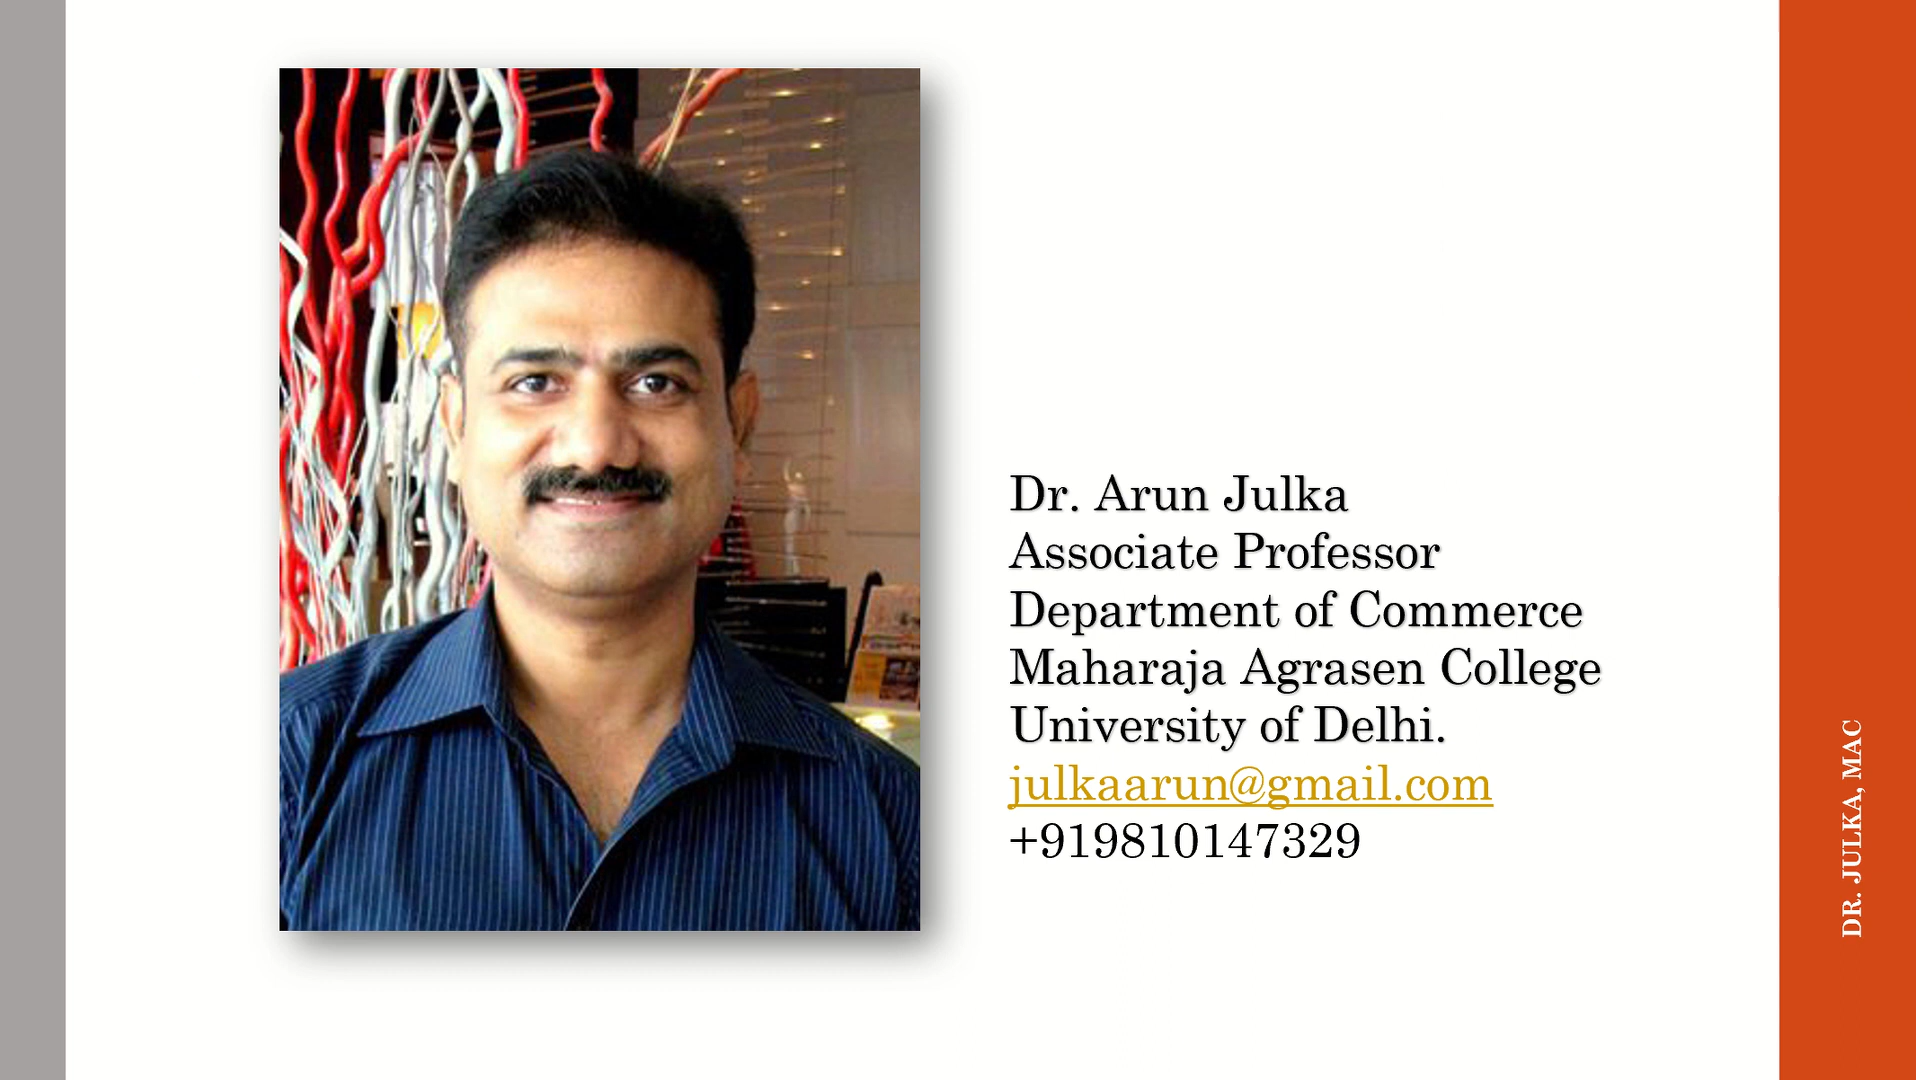 Dr. Arun Julka
Associate Professor
Department of Commerce
Maharaja Agrasen College
University of Delhi.
julkaarun@gmail.com
+919810147329
DR. JULKA, MAC